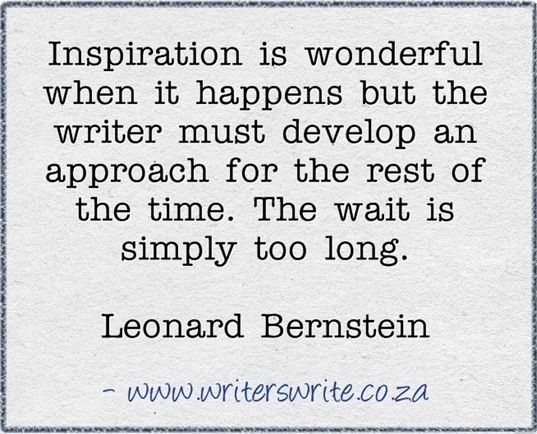 Inspiration is wonderful
when it happens but the
writer must develop an
approach for the rest of
the time. The wait is
simply too long.
Leonard Bernstein
- www.writerswrite.co.za